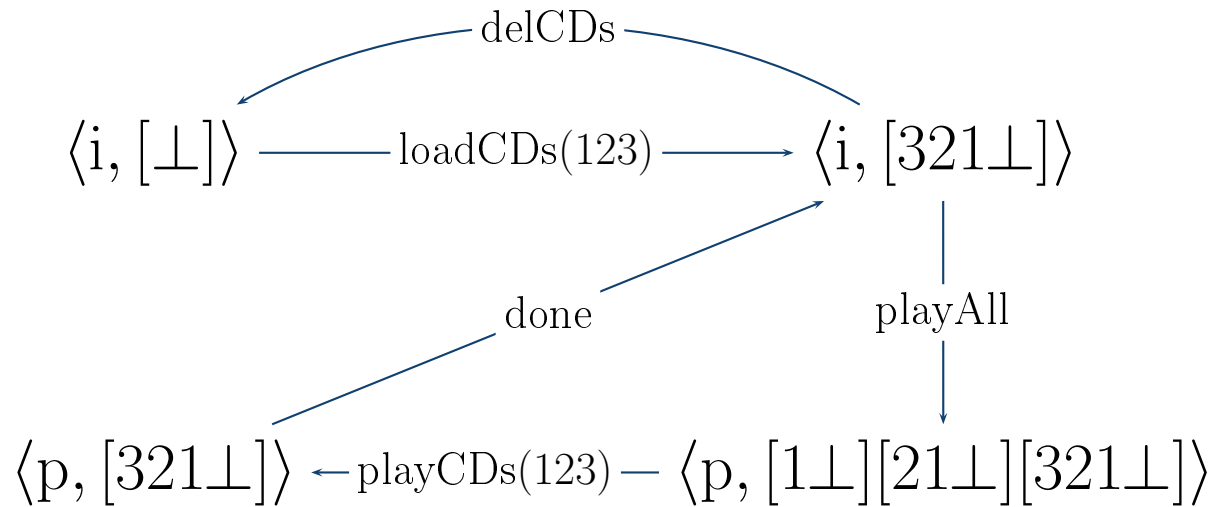 delCDs
⟨i, [⊥]⟩ loadCDs(123) ⟨i, [321⊥]⟩
done playAll
⟨p, [321⊥]⟩ playCDs(123) ⟨p, [1⊥][21⊥][321⊥]⟩